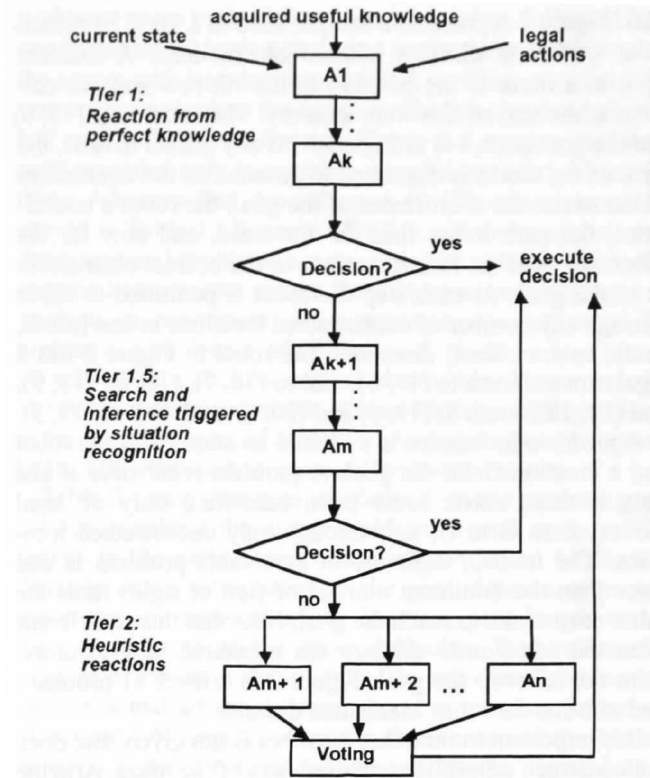 acquired useful knowledge
current state
legal
actions
A1
Tier 1:
Reaction from
perfect knowledge
Ak
Decision?
yes
execute
decision
no
Ak+1
Tier 1.5:
Search and
Inference triggered
by situation
recognition
Am
Decision?
yes
no
Tier 2:
Heuristic
reactions
Am+ 1
Am+ 2
...
An
Voting